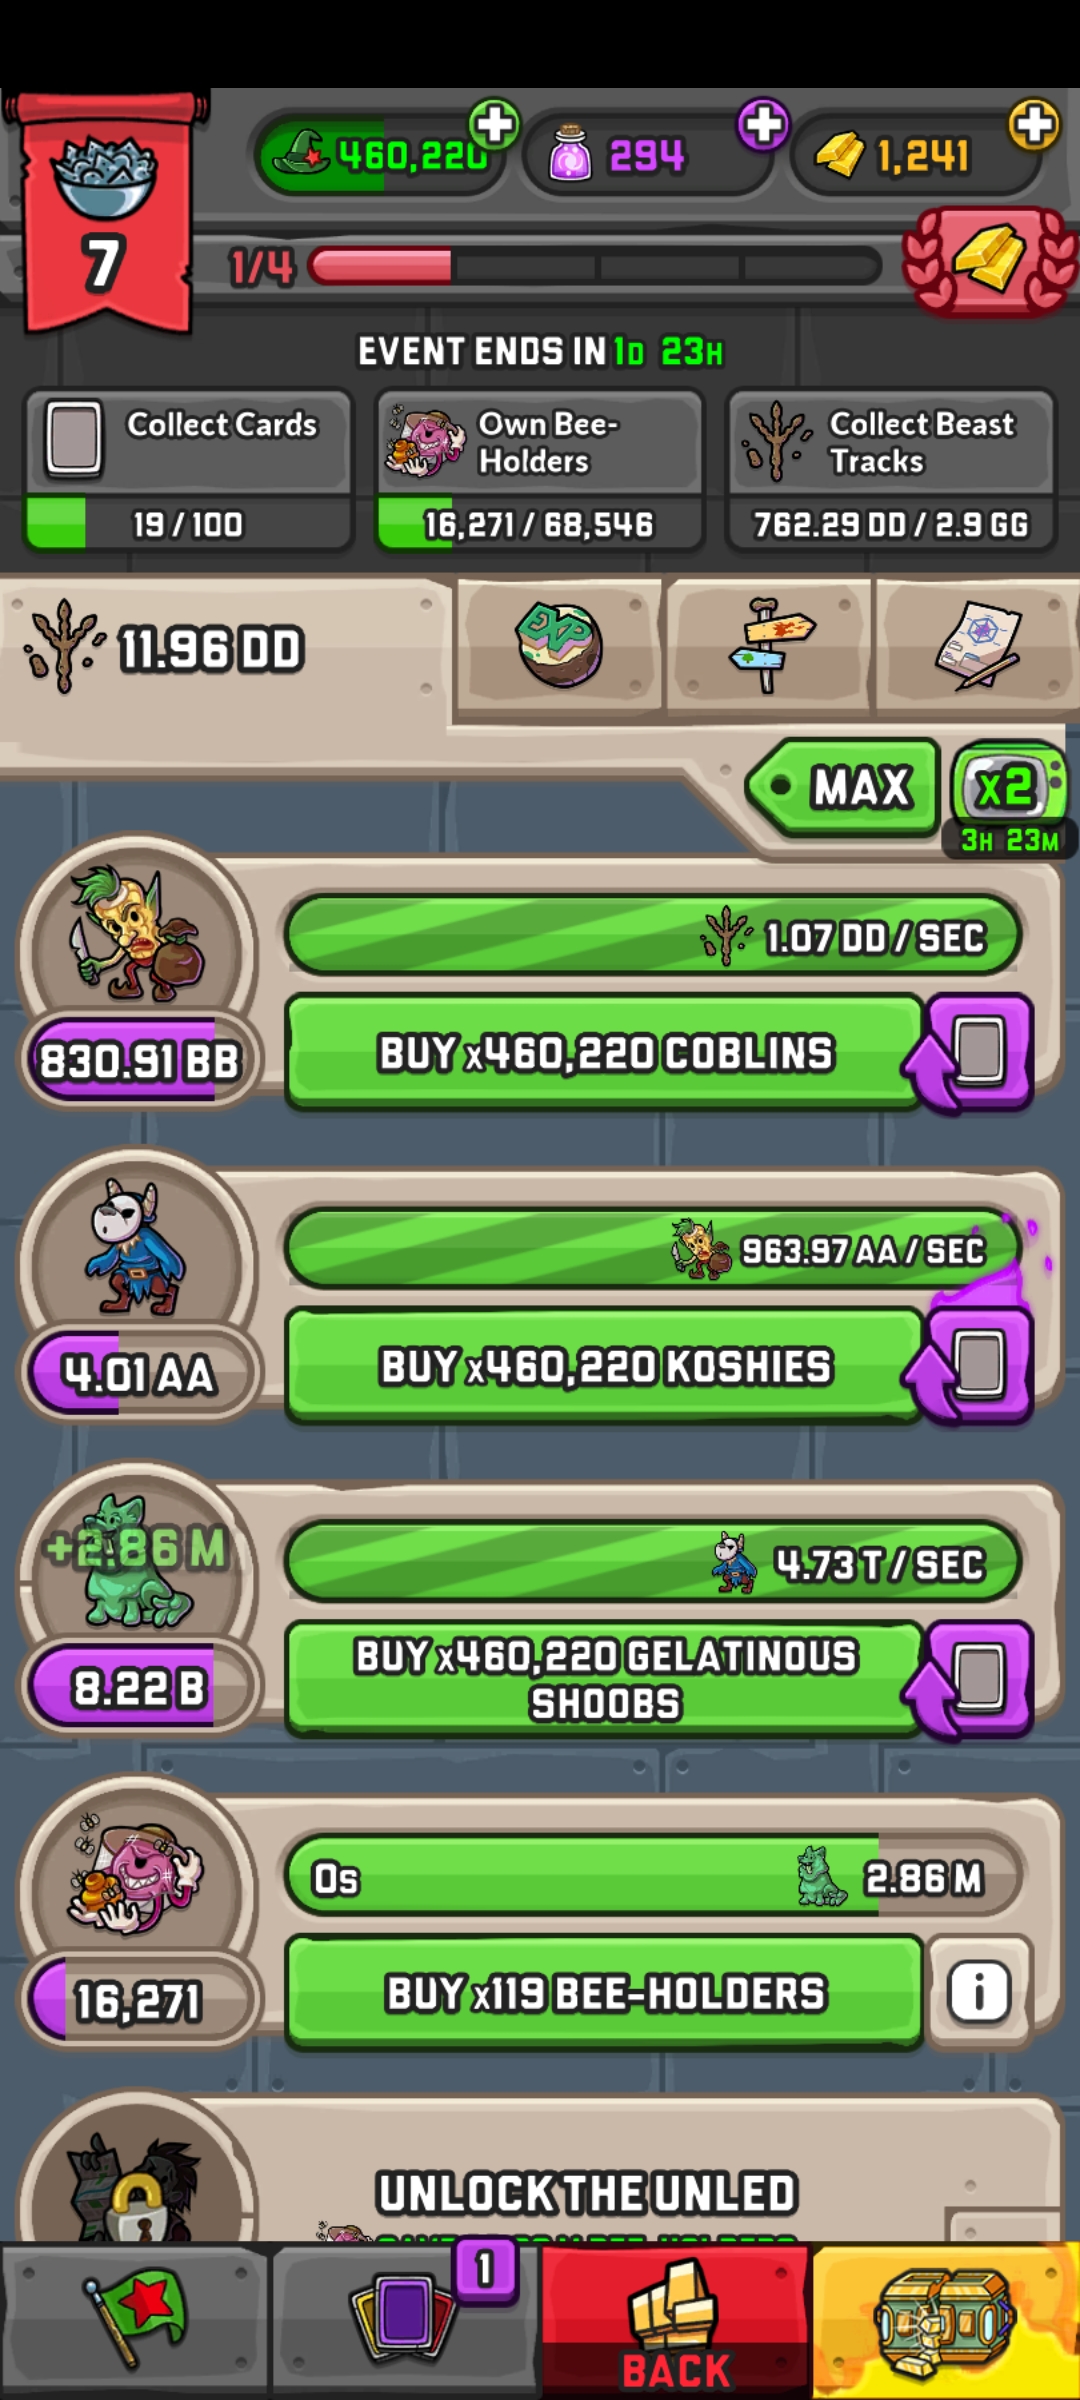 460,220
294
1,241
7
1/4
EVENT ENDS IN 1D 23H
Collect Cards
19 / 100
Own Bee-
Holders
16,271 / 68,546
Collect Beast
Tracks
762.29 DD / 2.9 GG
11.96 DD
EXP
MAX
x2
3H 23M
1.07 DD / SEC
830.91 BB
BUY x460,220 COBLINS
963.97 AA / SEC
4.01 AA
BUY x460,220 KOSHIES
+2.86 M
4.73 T / SEC
8.22 B
BUY x460,220 GELATINOUS
SHOOBS
0s
2.86 M
16,271
BUY x119 BEE-HOLDERS
i
UNLOCK THE UNLED
1
BACK